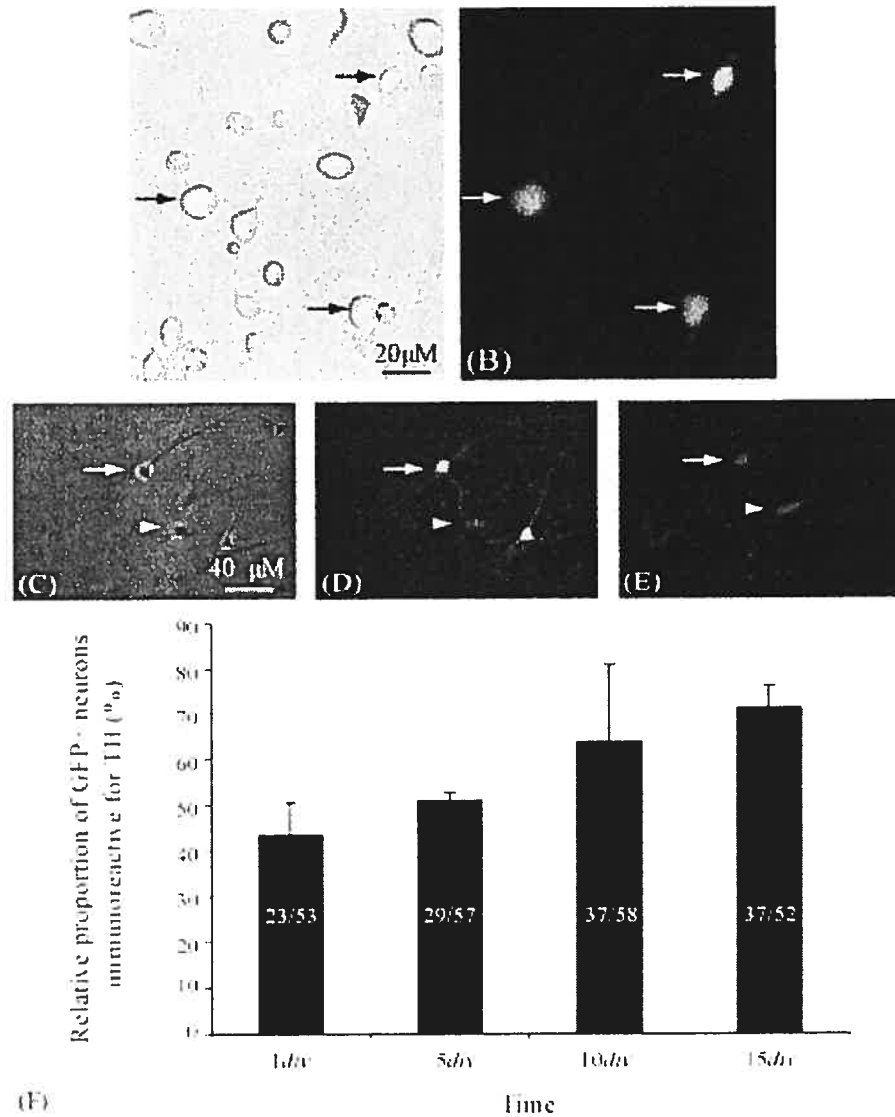 20µM
(B)
(C)
40 µM
(D)
(E)
Relative proportion of GFP+ neurons
immunoreactive for TH (%)
90
80
70
60
50
40
30
20
10
0
23/53
29/57
37/58
37/52
1div
5div
10div
15div
(F)
Time